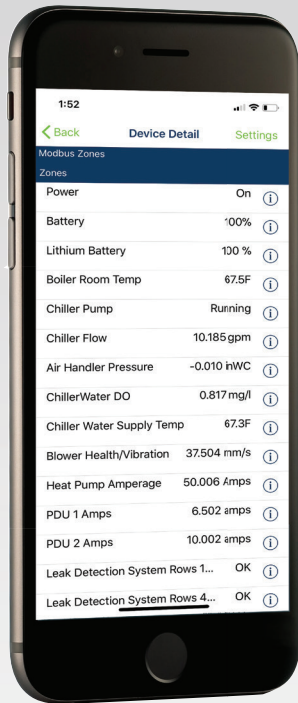 1:52
Back Device Detail Settings
Modbus Zones
Zones
Power On
Battery 100%
Lithium Battery 100 %
Boiler Room Temp 67.5F
Chiller Pump Running
Chiller Flow 10.185 gpm
Air Handler Pressure -0.010 inWC
ChillerWater DO 0.817 mg/l
Chiller Water Supply Temp 67.3F
Blower Health/Vibration 37.504 mm/s
Heat Pump Amperage 50.006 Amps
PDU 1 Amps 6.502 amps
PDU 2 Amps 10.002 amps
Leak Detection System Rows 1... OK
Leak Detection System Rows 4... OK